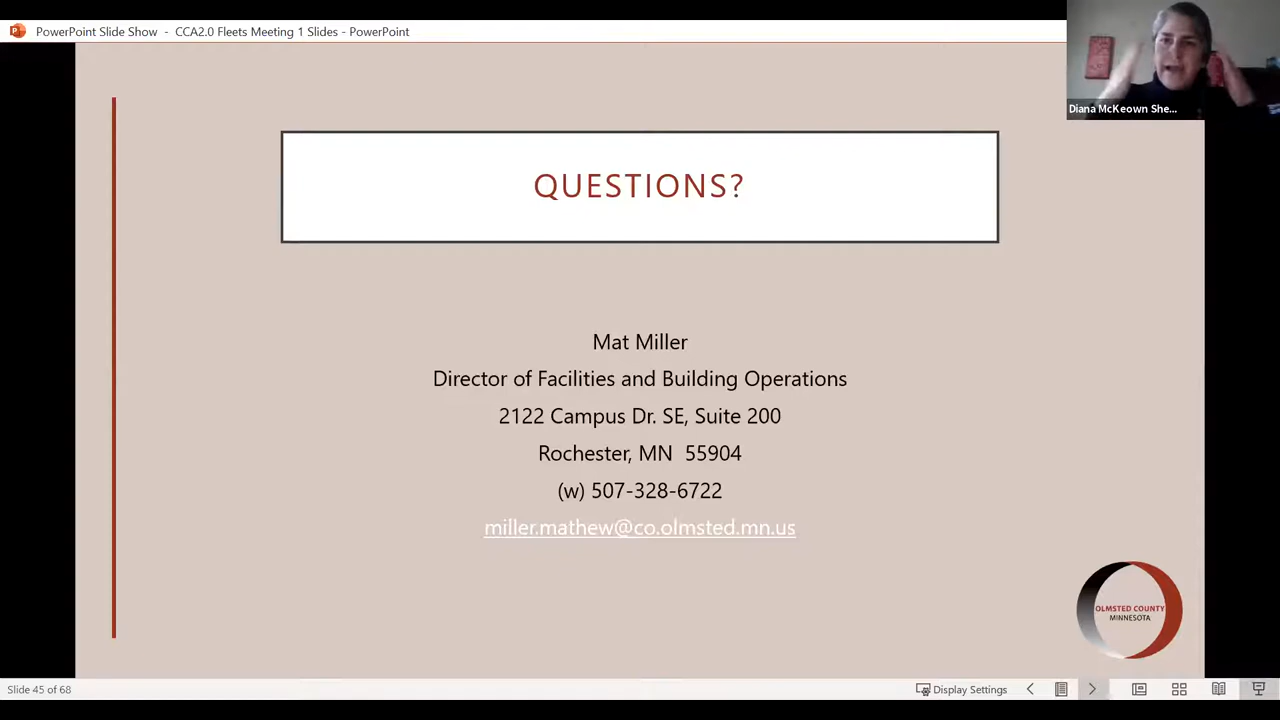 PowerPoint Slide Show - CCA2.0 Fleets Meeting 1 Slides - PowerPoint
Diana McKeown She...
QUESTIONS?
Mat Miller
Director of Facilities and Building Operations
2122 Campus Dr. SE, Suite 200
Rochester, MN 55904
(w) 507-328-6722
miller.mathew@co.olmsted.mn.us
OLMSTED COUNTY
MINNESOTA
Slide 45 of 68
Display Settings